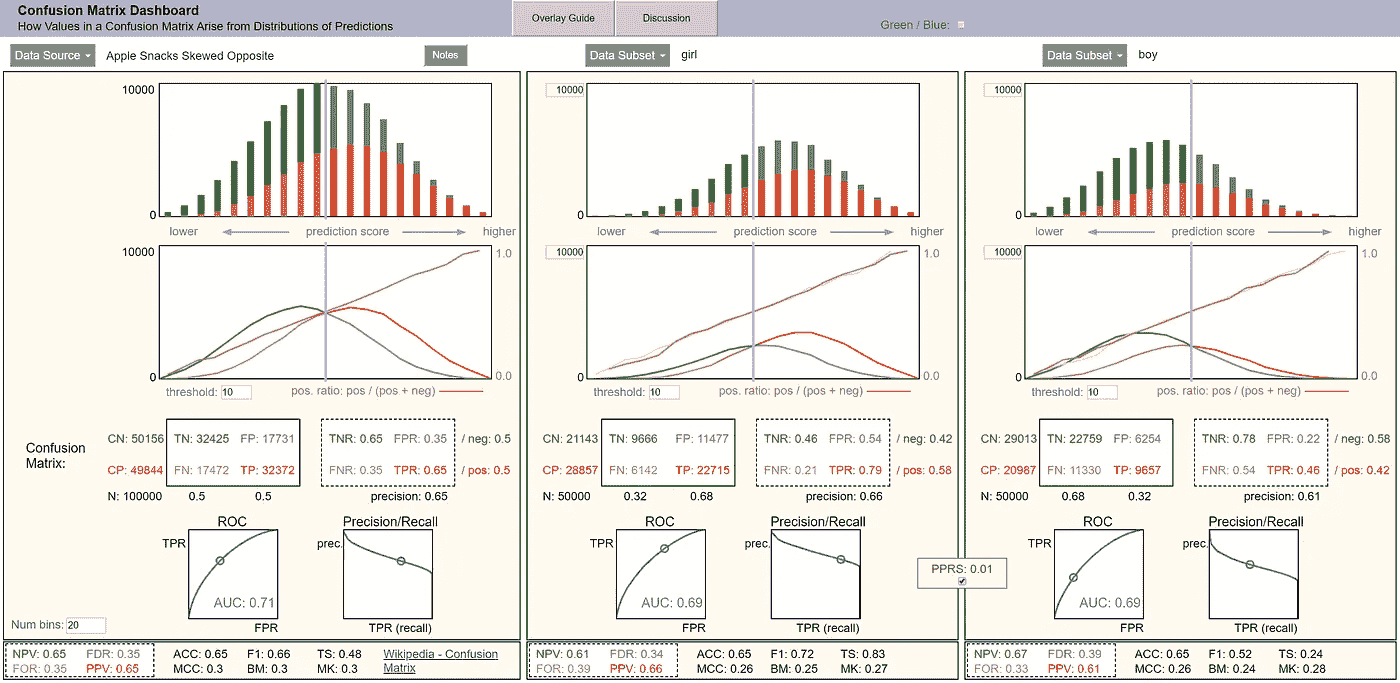 Confusion Matrix Dashboard
How Values in a Confusion Matrix Arise from Distributions of Predictions
Overlay Guide
Discussion
Green / Blue:
Data Source
Apple Snacks Skewed Opposite
Notes
Data Subset
girl
Data Subset
boy
10000
0
lower
prediction score
higher
10000
0
1.0
0.0
threshold: 10
pos. ratio: pos / (pos + neg)
10000
0
lower
prediction score
higher
10000
0
1.0
0.0
threshold: 10
pos. ratio: pos / (pos + neg)
10000
0
lower
prediction score
higher
10000
0
1.0
0.0
threshold: 10
pos. ratio: pos / (pos + neg)
Confusion
Matrix:
CN: 50156 TN: 32425 FP: 17731 TNR: 0.65 FPR: 0.35 / neg: 0.5
CP: 49844 FN: 17472 TP: 32372 FNR: 0.35 TPR: 0.65 / pos: 0.5
N: 100000 0.5 0.5 precision: 0.65
CN: 21143 TN: 9666 FP: 11477 TNR: 0.46 FPR: 0.54 / neg: 0.42
CP: 28857 FN: 6142 TP: 22715 FNR: 0.21 TPR: 0.79 / pos: 0.58
N: 50000 0.32 0.68 precision: 0.66
CN: 29013 TN: 22759 FP: 6254 TNR: 0.78 FPR: 0.22 / neg: 0.58
CP: 20987 FN: 11330 TP: 9657 FNR: 0.54 TPR: 0.46 / pos: 0.42
N: 50000 0.68 0.32 precision: 0.61
ROC
TPR
AUC: 0.71
FPR
Precision/Recall
prec.
TPR (recall)
ROC
TPR
AUC: 0.69
FPR
Precision/Recall
prec.
TPR (recall)
PPRS: 0.01
ROC
TPR
AUC: 0.69
FPR
Precision/Recall
prec.
TPR (recall)
Num bins: 20
NPV: 0.65 FDR: 0.35 ACC: 0.65 F1: 0.66 TS: 0.48 Wikipedia - Confusion
FOR: 0.35 PPV: 0.65 MCC: 0.3 BM: 0.3 MK: 0.3 Matrix
NPV: 0.61 FDR: 0.34 ACC: 0.65 F1: 0.72 TS: 0.83
FOR: 0.39 PPV: 0.66 MCC: 0.26 BM: 0.25 MK: 0.27
NPV: 0.67 FDR: 0.39 ACC: 0.65 F1: 0.52 TS: 0.24
FOR: 0.33 PPV: 0.61 MCC: 0.26 BM: 0.24 MK: 0.28